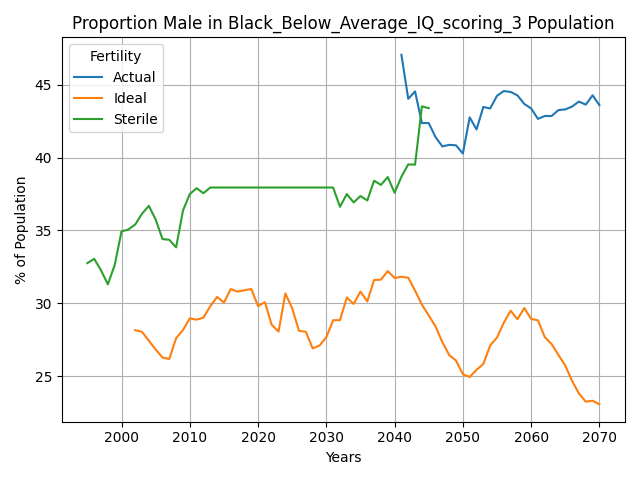 Proportion Male in Black_Below_Average_IQ_scoring_3 Population
Fertility
Actual
Ideal
Sterile
% of Population
45
40
35
30
25
2000 2010 2020 2030 2040 2050 2060 2070
Years